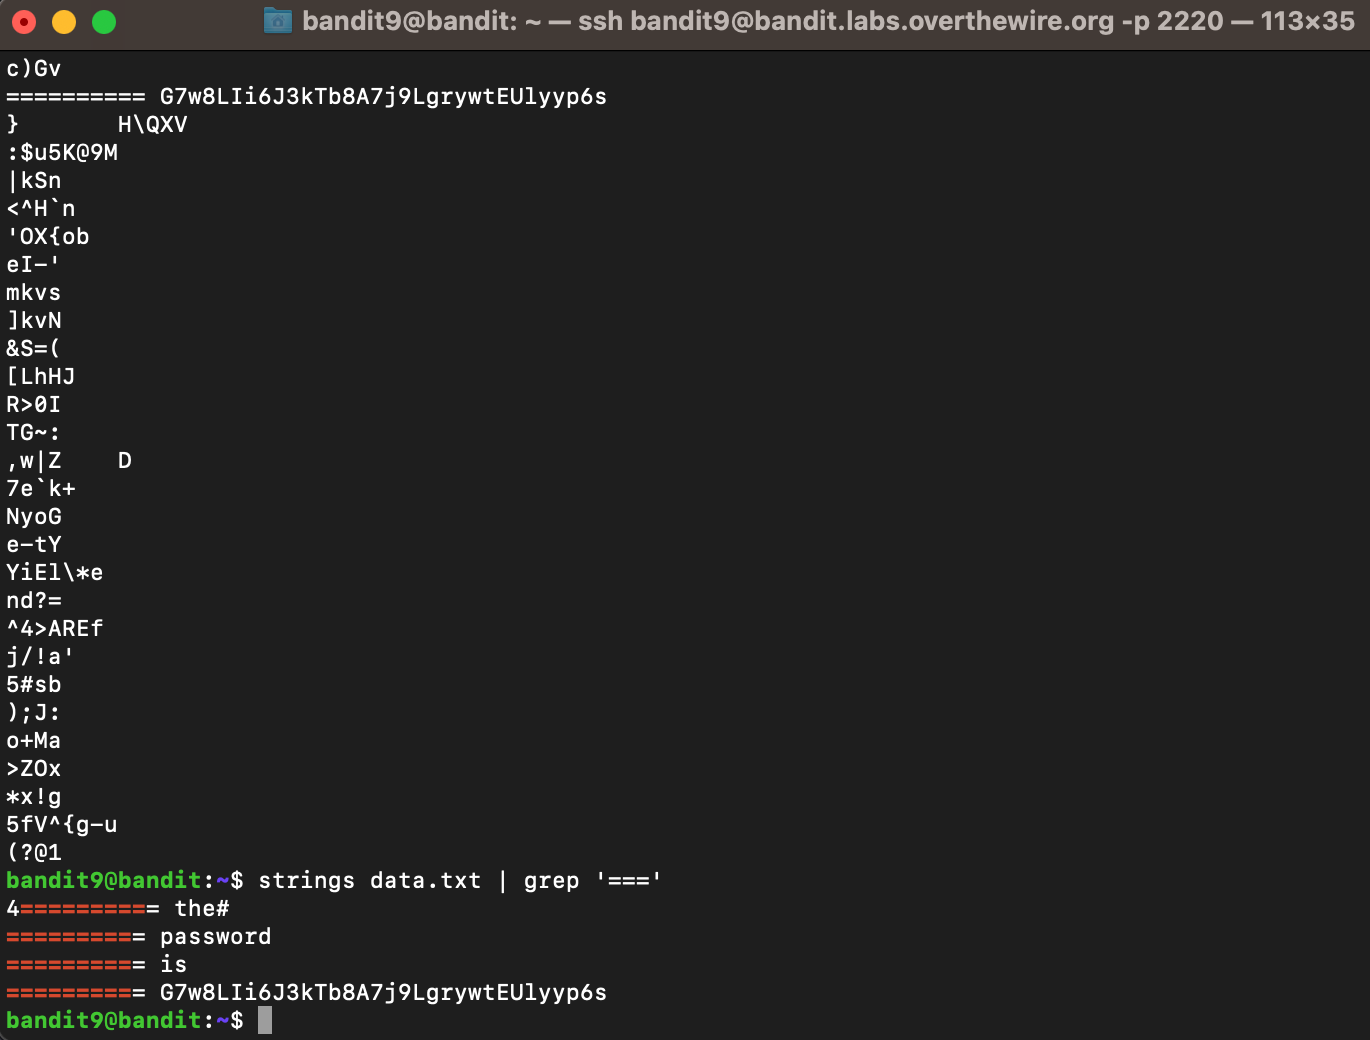 bandit9@bandit: ~ — ssh bandit9@bandit.labs.overthewire.org -p 2220 — 113×35
c)Gv
========== G7w8LIi6J3kTb8A7j9LgrywtEUlyyp6s
}       H\QXV
:$u5K@9M
|kSn
<^H`n
'OX{ob
eI-'
mkvs
]kvN
&S=(
[LhHJ
R>0I
TG~:
,w|Z    D
7e`k+
NyoG
e-tY
YiEl\*e
nd?=
^4>AREf
j/!a'
5#sb
);J:
o+Ma
>ZOx
*x!g
5fV^{g-u
(?@1
bandit9@bandit:~$ strings data.txt | grep '==='
4========== the#
========== password
========== is
========== G7w8LIi6J3kTb8A7j9LgrywtEUlyyp6s
bandit9@bandit:~$